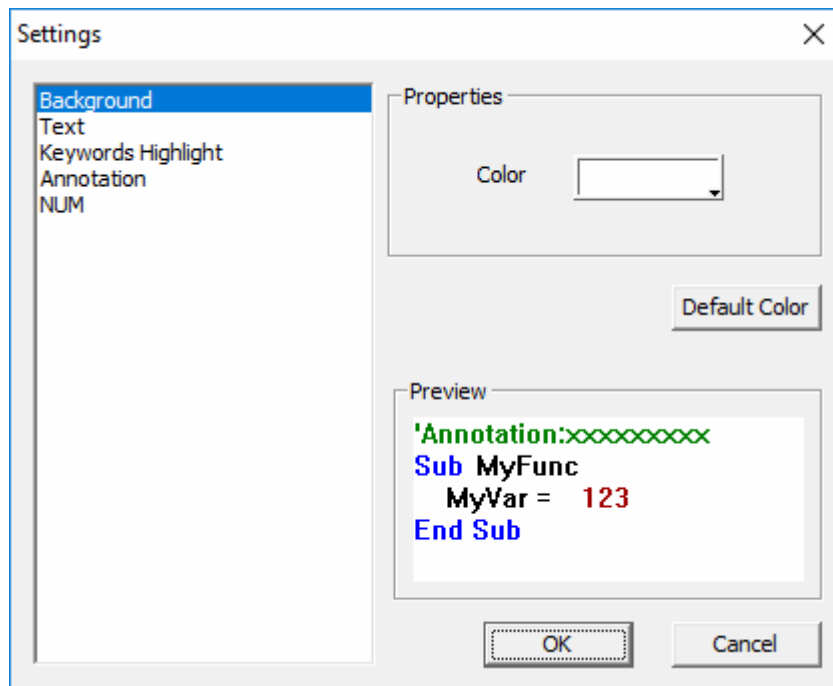 Settings
Background
Text
Keywords Highlight
Annotation
NUM
Properties
Color
Default Color
Preview
'Annotation:xxxxxxxxxx
Sub MyFunc
MyVar = 123
End Sub
OK
Cancel